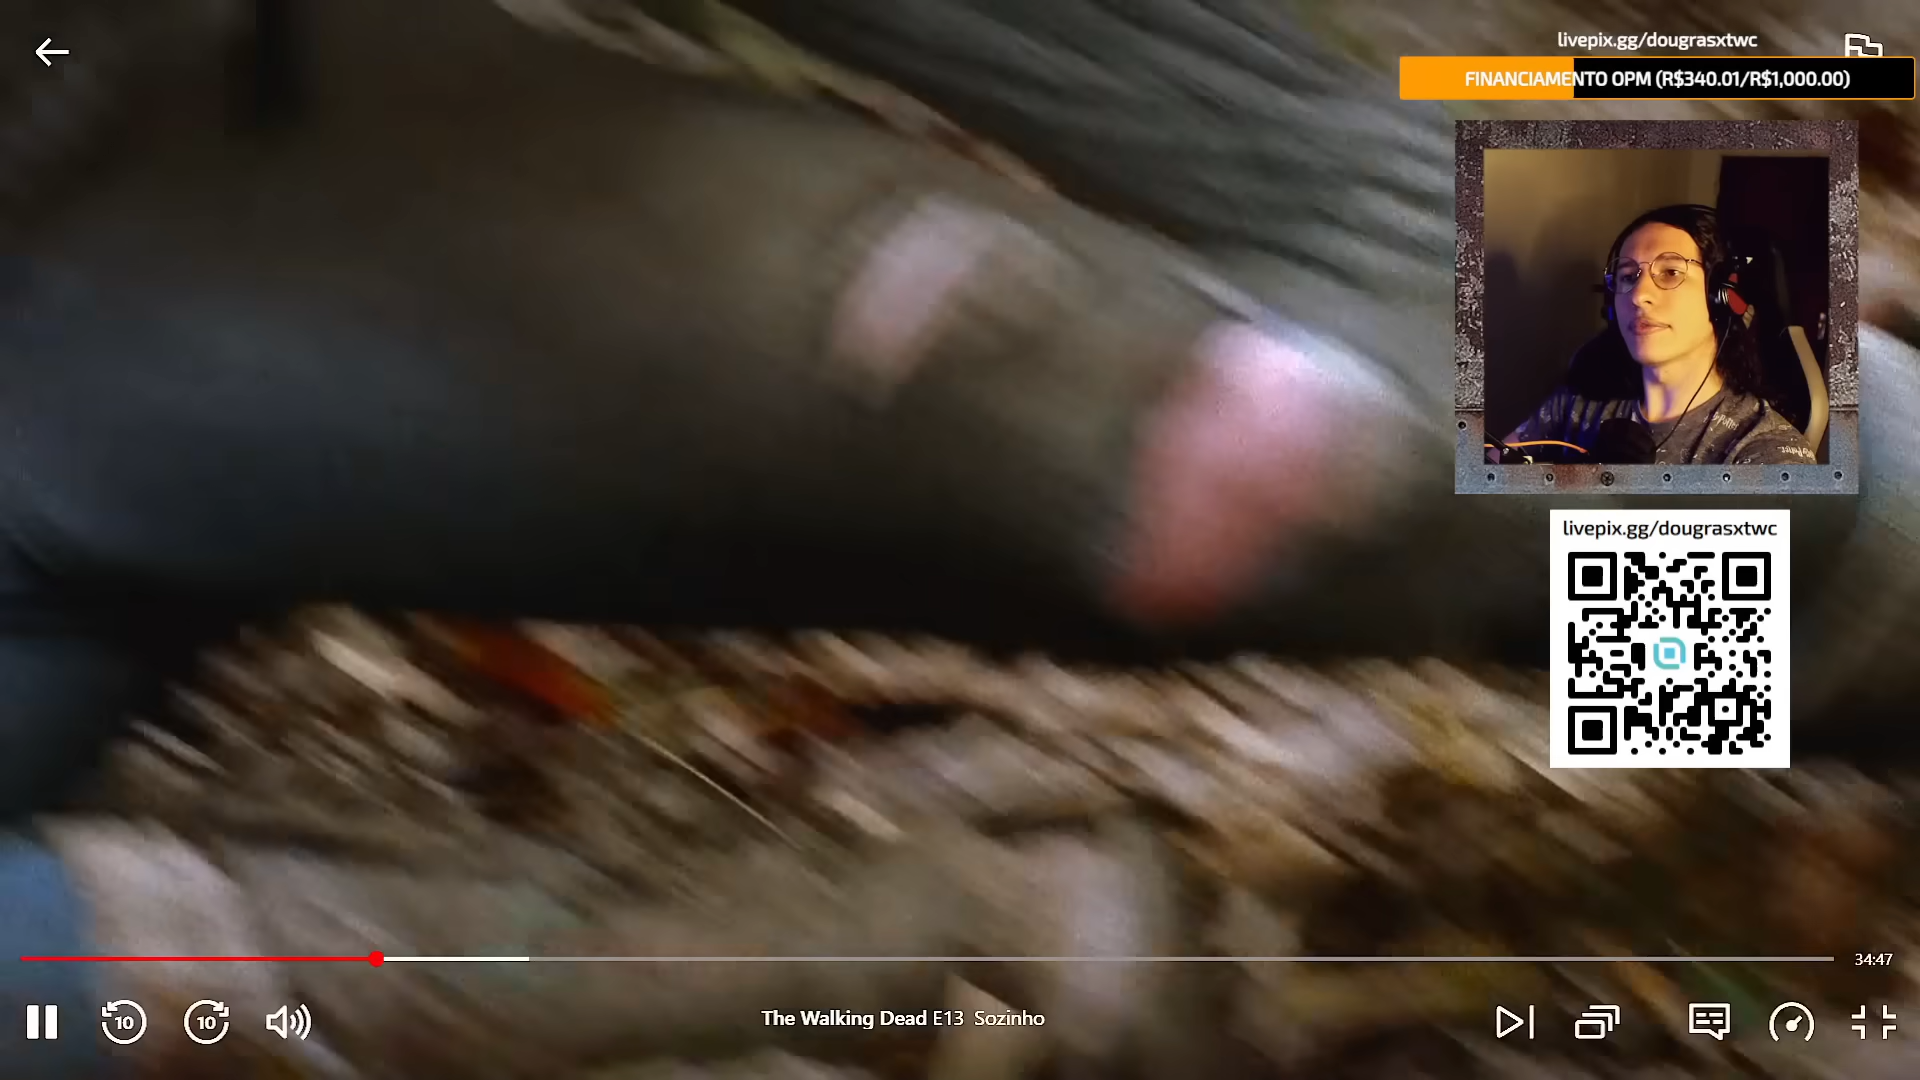 livepix.gg/dougrasxtwc
FINANCIAMENTO OPM (R$340.01/R$1,000.00)
livepix.gg/dougrasxtwc
34:47
10
10
The Walking Dead E13 Sozinho